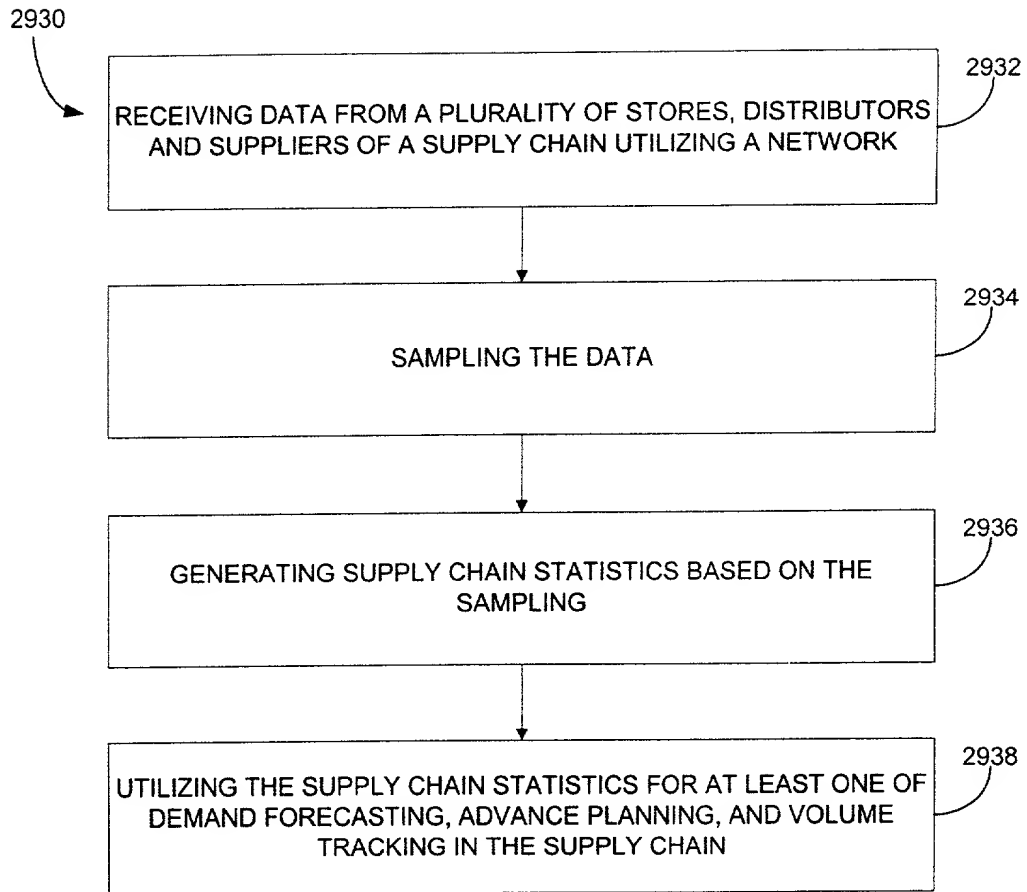 2930
2932
RECEIVING DATA FROM A PLURALITY OF STORES, DISTRIBUTORS
AND SUPPLIERS OF A SUPPLY CHAIN UTILIZING A NETWORK
2934
SAMPLING THE DATA
2936
GENERATING SUPPLY CHAIN STATISTICS BASED ON THE
SAMPLING
2938
UTILIZING THE SUPPLY CHAIN STATISTICS FOR AT LEAST ONE OF
DEMAND FORECASTING, ADVANCE PLANNING, AND VOLUME
TRACKING IN THE SUPPLY CHAIN